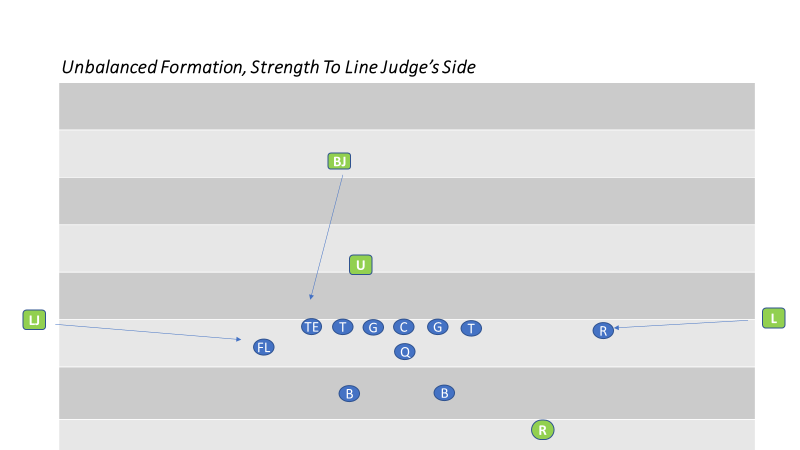 Unbalanced Formation, Strength To Line Judge's Side
BJ
U
LJ
L
TE T G C G T R
FL Q
B B
R